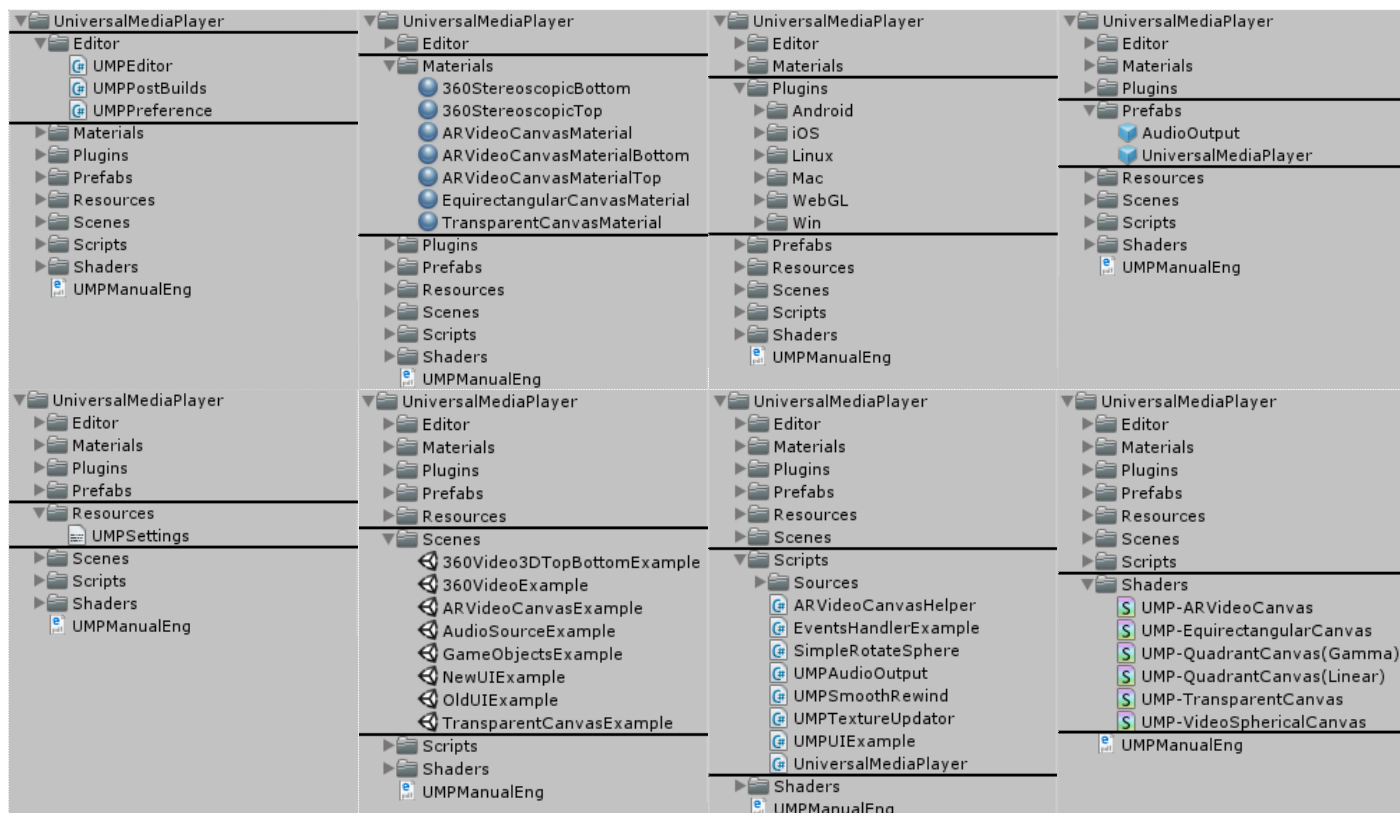 UniversalMediaPlayer
Editor
UMPEditor
UMPPostBuilds
UMPPreference
Materials
Plugins
Prefabs
Resources
Scenes
Scripts
Shaders
UMPManualEng
UniversalMediaPlayer
Editor
Materials
360StereoscopicBottom
360StereoscopicTop
ARVideoCanvasMaterial
ARVideoCanvasMaterialBottom
ARVideoCanvasMaterialTop
EquirectangularCanvasMaterial
TransparentCanvasMaterial
Plugins
Prefabs
Resources
Scenes
Scripts
Shaders
UMPManualEng
UniversalMediaPlayer
Editor
Materials
Plugins
Android
iOS
Linux
Mac
WebGL
Win
Prefabs
Resources
Scenes
Scripts
Shaders
UMPManualEng
UniversalMediaPlayer
Editor
Materials
Plugins
Prefabs
AudioOutput
UniversalMediaPlayer
Resources
Scenes
Scripts
Shaders
UMPManualEng
UniversalMediaPlayer
Editor
Materials
Plugins
Prefabs
Resources
UMPSettings
Scenes
Scripts
Shaders
UMPManualEng
UniversalMediaPlayer
Editor
Materials
Plugins
Prefabs
Resources
Scenes
360Video3DTopBottomExample
360VideoExample
ARVideoCanvasExample
AudioSourceExample
GameObjectsExample
NewUIExample
OldUIExample
TransparentCanvasExample
Scripts
Shaders
UMPManualEng
UniversalMediaPlayer
Editor
Materials
Plugins
Prefabs
Resources
Scenes
Scripts
Sources
ARVideoCanvasHelper
EventsHandlerExample
SimpleRotateSphere
UMPAudioOutput
UMPSmoothRewind
UMPTextureUpdator
UMPUIExample
UniversalMediaPlayer
Shaders
UMPManualEng
UniversalMediaPlayer
Editor
Materials
Plugins
Prefabs
Resources
Scenes
Scripts
Shaders
UMP-ARVideoCanvas
UMP-EquirectangularCanvas
UMP-QuadrantCanvas(Gamma)
UMP-QuadrantCanvas(Linear)
UMP-TransparentCanvas
UMP-VideoSphericalCanvas
UMPManualEng